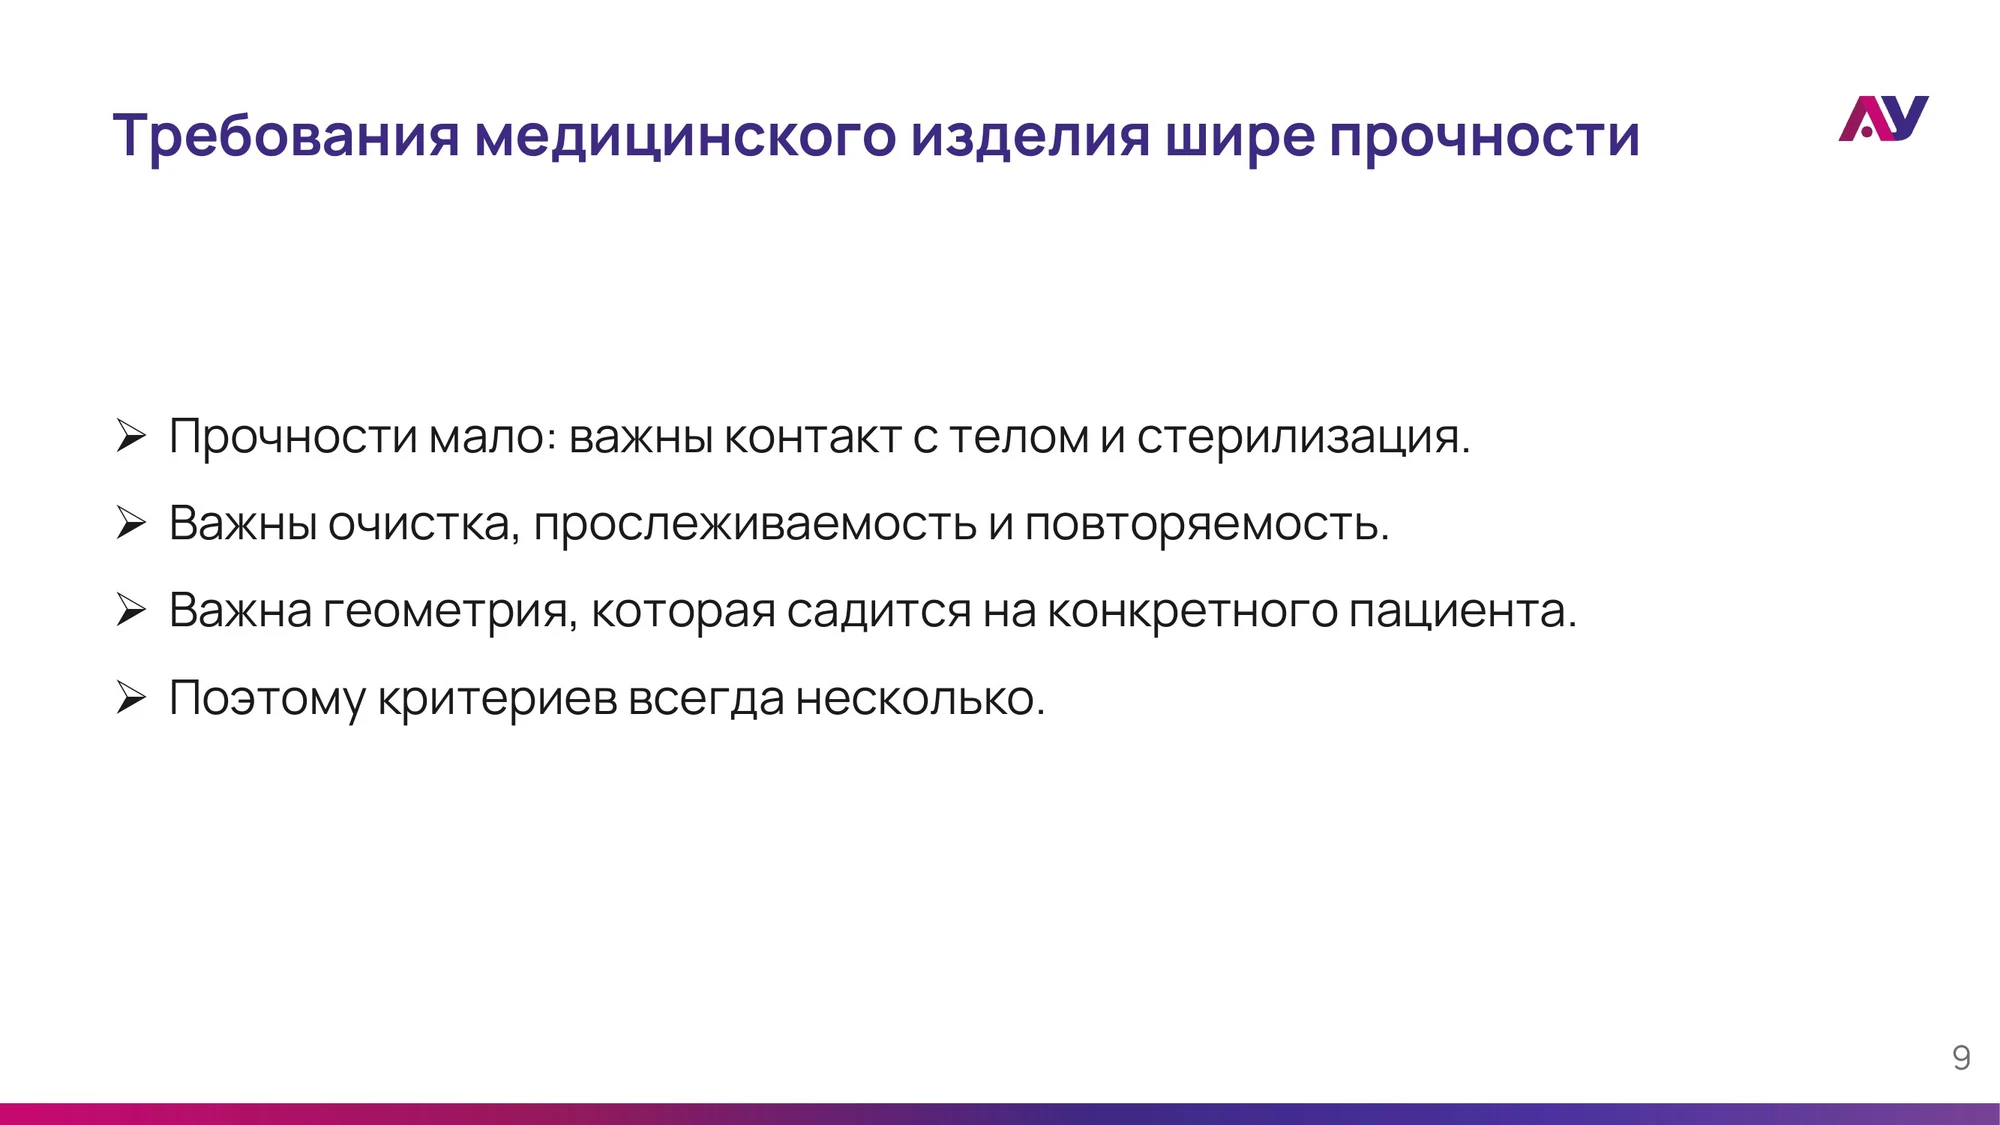 Требования медицинского изделия шире прочности
АУ
➢ Прочности мало: важны контакт с телом и стерилизация.
➢ Важны очистка, прослеживаемость и повторяемость.
➢ Важна геометрия, которая садится на конкретного пациента.
➢ Поэтому критериев всегда несколько.
9